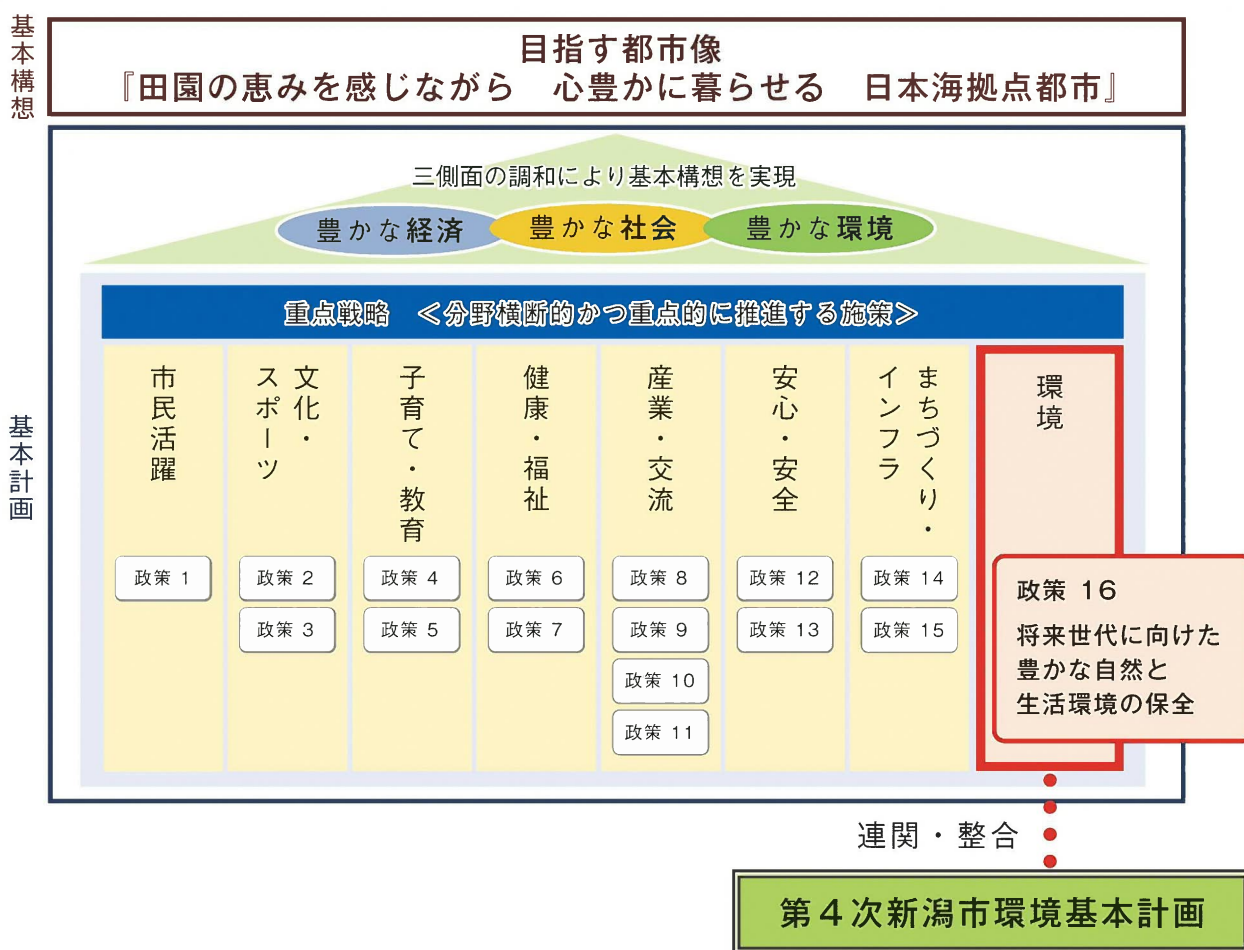 基本構想
目指す都市像
『田園の恵みを感じながら　心豊かに暮らせる　日本海拠点都市』
基本計画
三側面の調和により基本構想を実現
豊かな経済
豊かな社会
豊かな環境
重点戦略　＜分野横断的かつ重点的に推進する施策＞
市民活躍
政策 1
文化・
スポーツ
政策 2
政策 3
子育て・教育
政策 4
政策 5
健康・福祉
政策 6
政策 7
産業・交流
政策 8
政策 9
政策 10
政策 11
安心・安全
政策 12
政策 13
まちづくり・
インフラ
政策 14
政策 15
環境
政策 16
将来世代に向けた
豊かな自然と
生活環境の保全
連関・整合
第４次新潟市環境基本計画